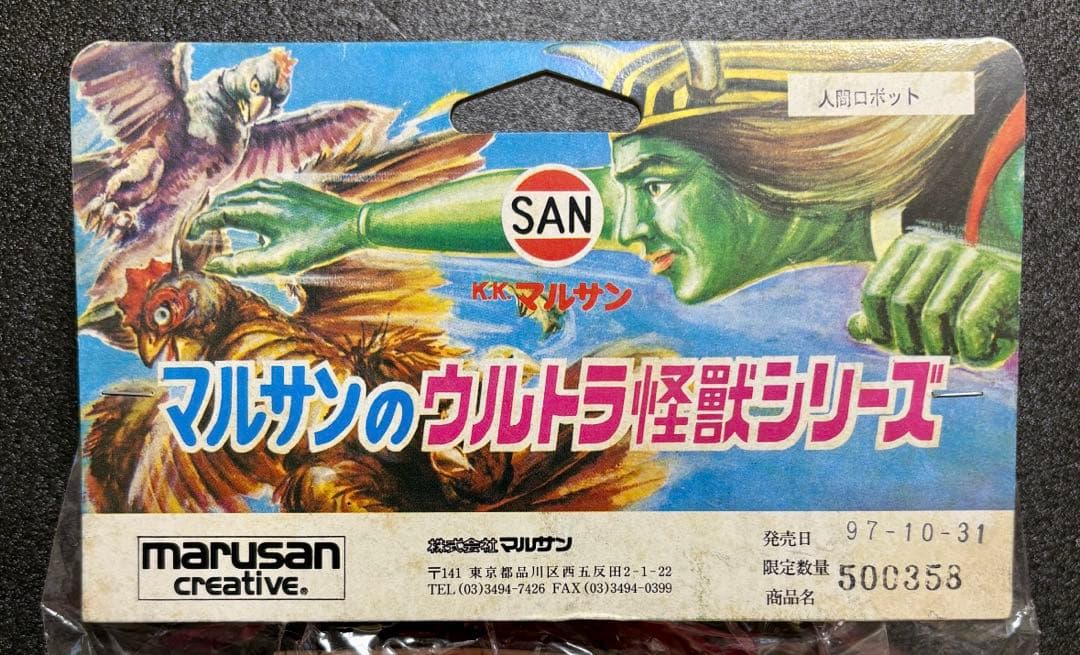 人間ロボット
SAN
K.K.マルサン
マルサンのウルトラ怪獣シリーズ
marusan
creative®
株式会社マルサン
〒141 東京都品川区西五反田2-1-22
TEL (03)3494-7426 FAX (03)3494-0399
発売日 97-10-31
限定数量 500358
商品名